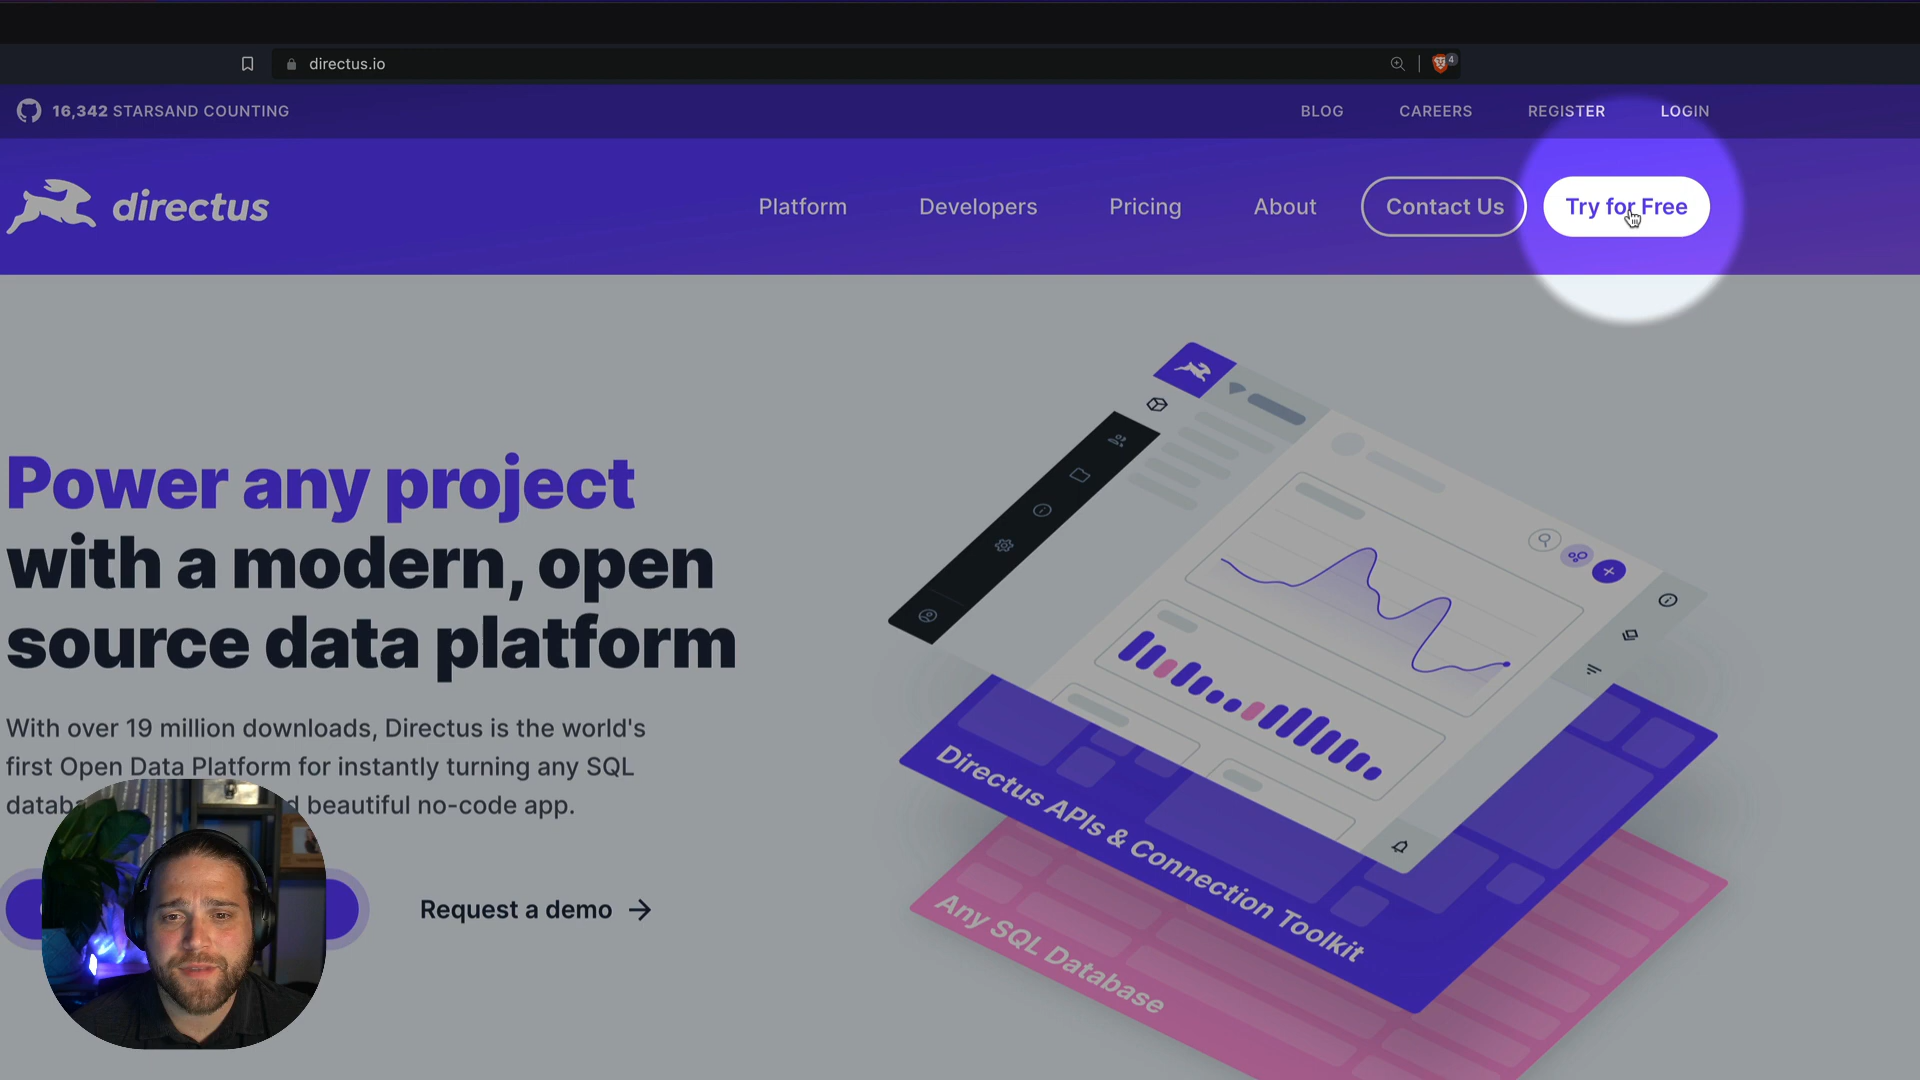 directus.io
4
16,342 STARSAND COUNTING
BLOG
CAREERS
REGISTER
LOGIN
directus
Platform
Developers
Pricing
About
Contact Us
Try for Free
Power any project
with a modern, open
source data platform
With over 19 million downloads, Directus is the world's
first Open Data Platform for instantly turning any SQL
beautiful no-code app.
Request a demo
Directus APIs & Connection Toolkit
Any SQL Database